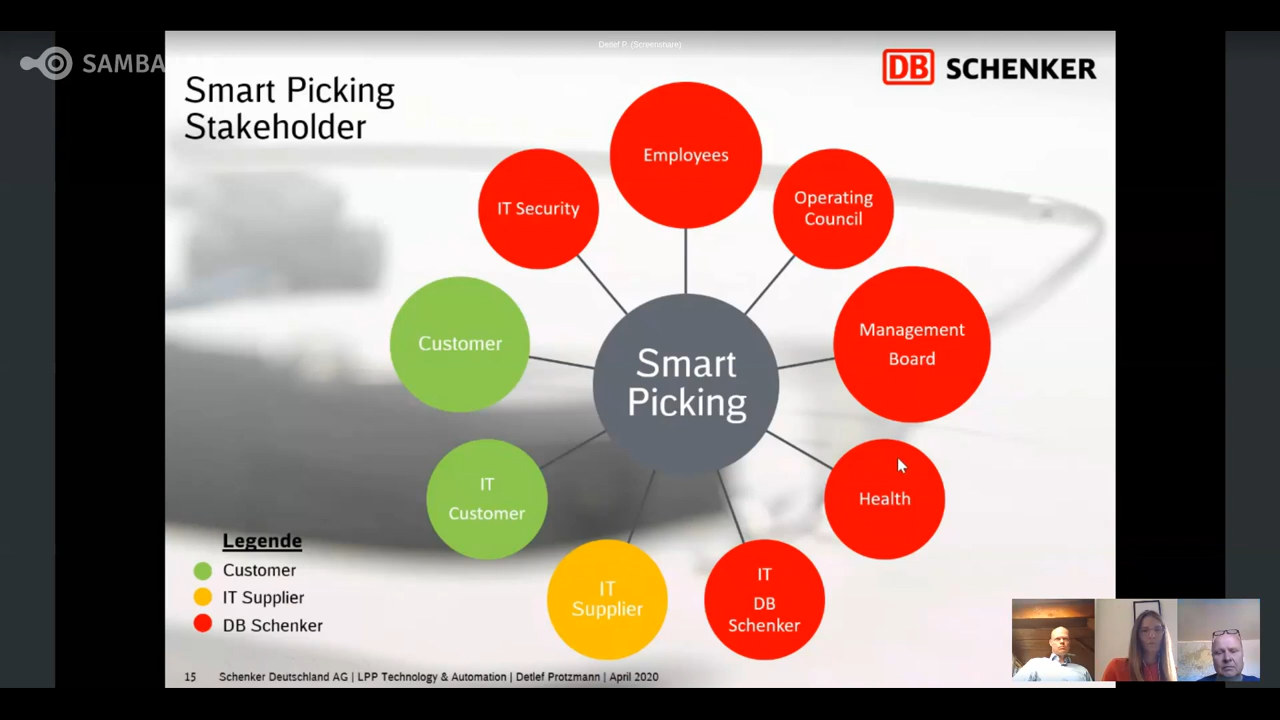 Detlef P. (Screenshare)
SAMBA
DB SCHENKER
Smart Picking
Stakeholder
Employees
IT Security
Operating
Council
Customer
Management
Board
Smart
Picking
IT
Customer
Health
IT
Supplier
IT
DB
Schenker
Legende
Customer
IT Supplier
DB Schenker
15 Schenker Deutschland AG | LPP Technology & Automation | Detlef Protzmann | April 2020